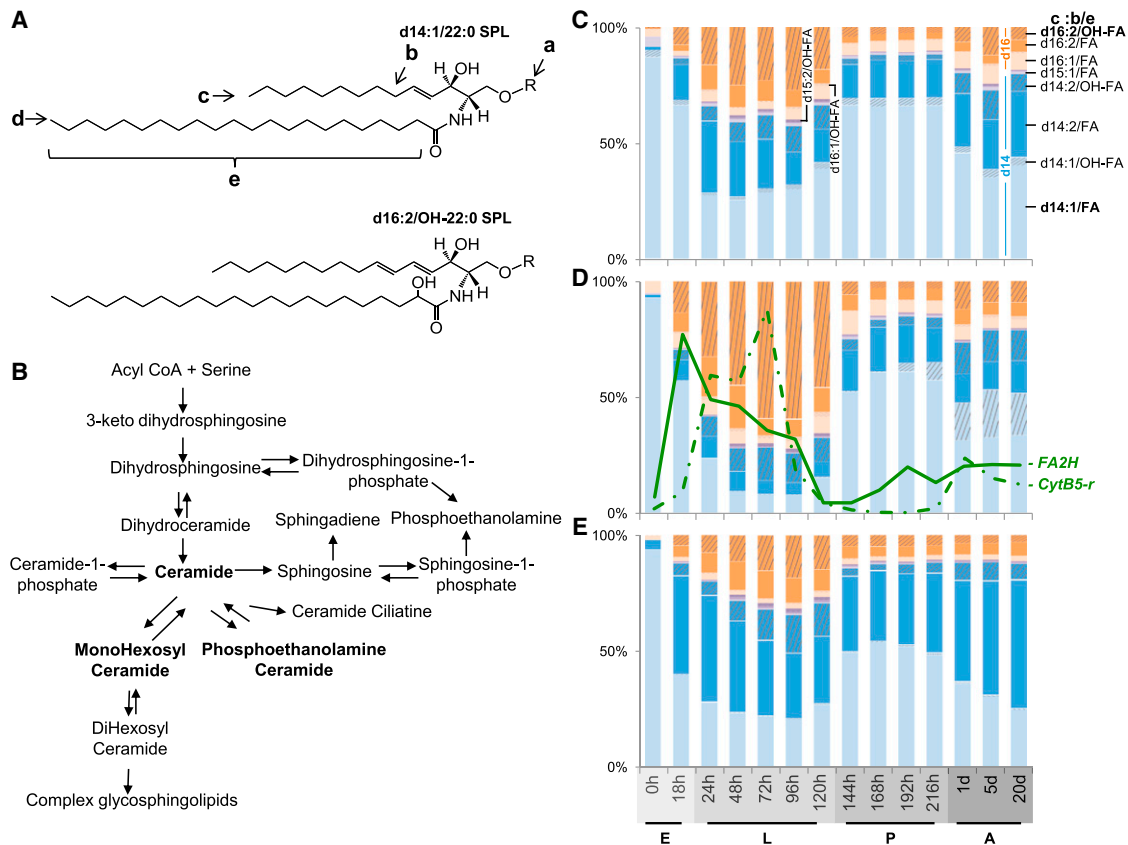 A
d14:1/22:0 SPL
a
b
OH
c
O
R
d
NH
H
O
e
d16:2/OH-22:0 SPL
OH
O
R
OH
NH
H
O
B
Acyl CoA + Serine
3-keto dihydrosphingosine
Dihydrosphingosine
Dihydrosphingosine-1-
phosphate
Dihydroceramide
Sphingadiene
Phosphoethanolamine
Ceramide-1-
phosphate
Ceramide
Sphingosine
Sphingosine-1-
phosphate
Ceramide Ciliatine
MonoHexosyl
Ceramide
Phosphoethanolamine
Ceramide
DiHexosyl
Ceramide
Complex glycosphingolipids
C
100%
50%
0%
d15:2/OH-FA
d16:1/OH-FA
c :b/e
d16
d16:2/OH-FA
d16:2/FA
d16:1/FA
d15:1/FA
d14:2/OH-FA
d14:2/FA
d14
d14:1/OH-FA
d14:1/FA
D
100%
50%
0%
FA2H
CytB5-r
E
100%
50%
0%
0h
18h
24h
48h
72h
96h
120h
144h
168h
192h
216h
1d
5d
20d
E
L
P
A